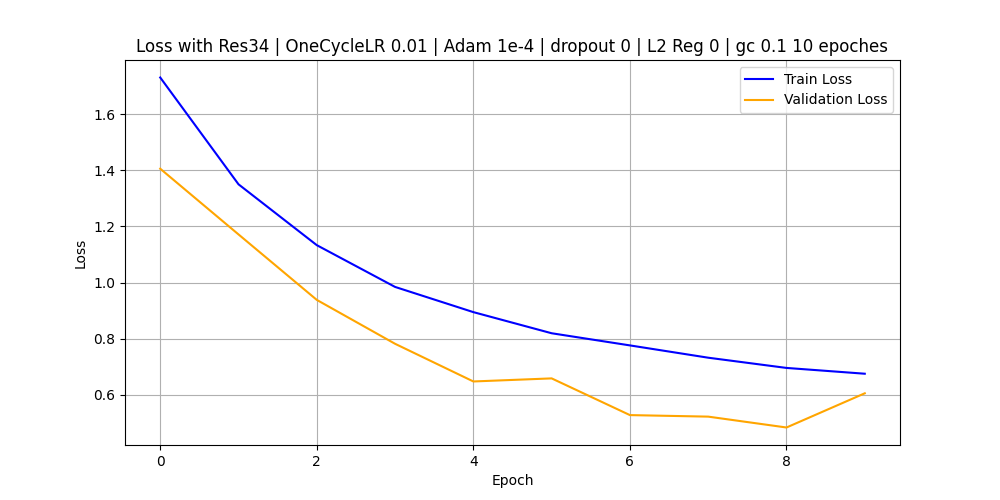 Loss with Res34 | OneCycleLR 0.01 | Adam 1e-4 | dropout 0 | L2 Reg 0 | gc 0.1 10 epoches
Train Loss
Validation Loss
1.6
1.4
1.2
1.0
0.8
0.6
Loss
0
2
4
6
8
Epoch